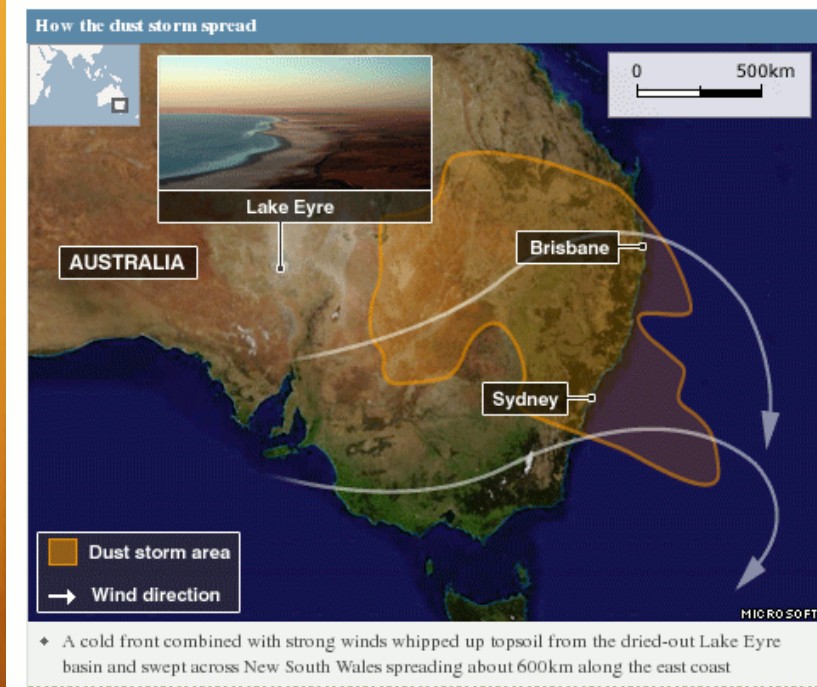 How the dust storm spread
0 500km
Lake Eyre
AUSTRALIA
Brisbane
Sydney
Dust storm area
Wind direction
MICROSOFT
A cold front combined with strong winds whipped up topsoil from the dried-out Lake Eyre
basin and swept across New South Wales spreading about 600km along the east coast